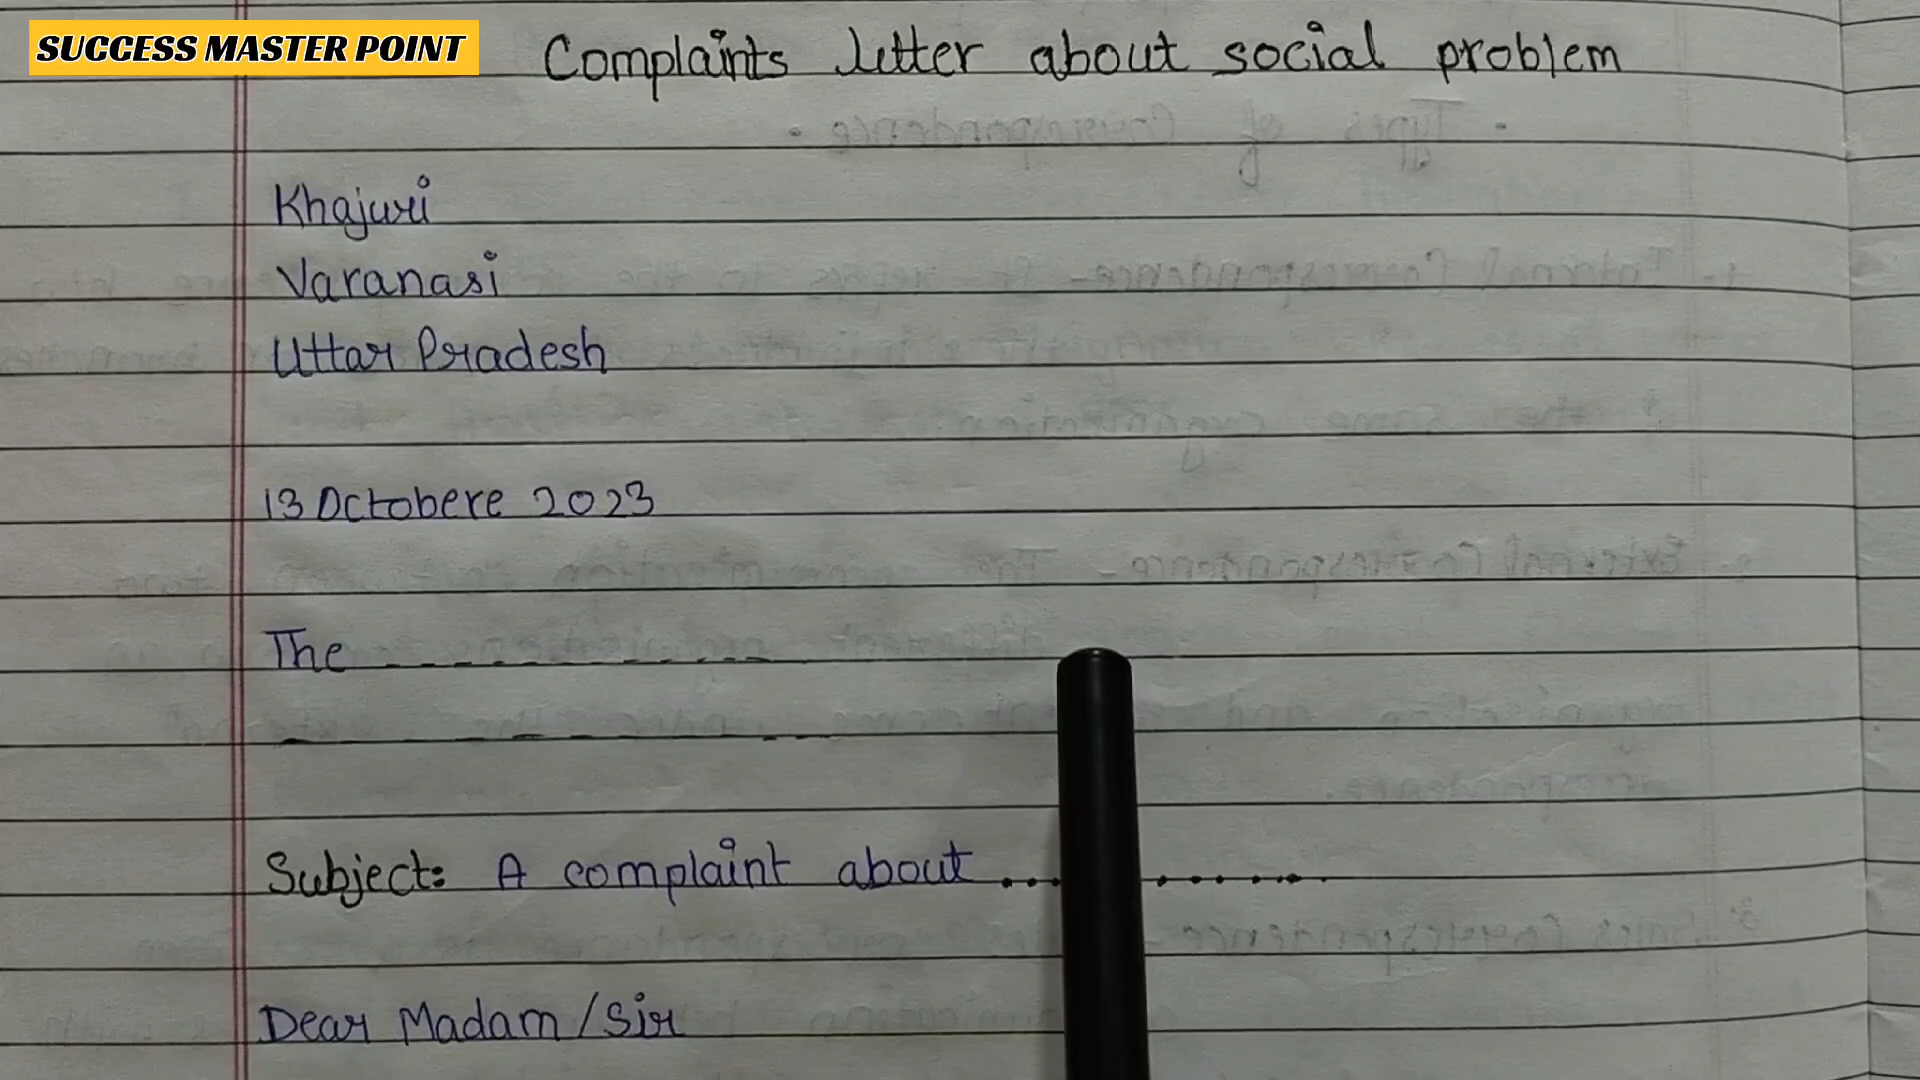 SUCCESS MASTER POINT
Complaints letter about social problem
Khajuri
Varanasi
Uttar Pradesh
13 Octobere 2023
The ---------------
---------------
Subject: A complaint about ................
Dear Madam / Sir